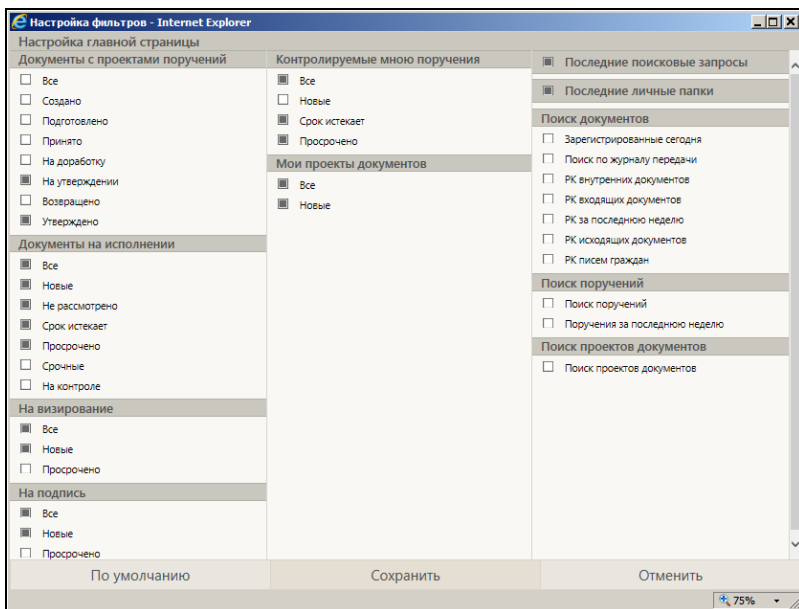 Настройка фильтров - Internet Explorer
Настройка главной страницы
Документы с проектами поручений
Все
Создано
Подготовлено
Принято
На доработку
На утверждении
Возвращено
Утверждено
Документы на исполнении
Все
Новые
Не рассмотрено
Срок истекает
Просрочено
Срочные
На контроле
На визирование
Все
Новые
Просрочено
На подпись
Все
Новые
Просрочено
Контролируемые мною поручения
Все
Новые
Срок истекает
Просрочено
Мои проекты документов
Все
Новые
Последние поисковые запросы
Последние личные папки
Поиск документов
Зарегистрированные сегодня
Поиск по журналу передачи
РК внутренних документов
РК входящих документов
РК за последнюю неделю
РК исходящих документов
РК писем граждан
Поиск поручений
Поиск поручений
Поручения за последнюю неделю
Поиск проектов документов
Поиск проектов документов
По умолчанию
Сохранить
Отменить
75%